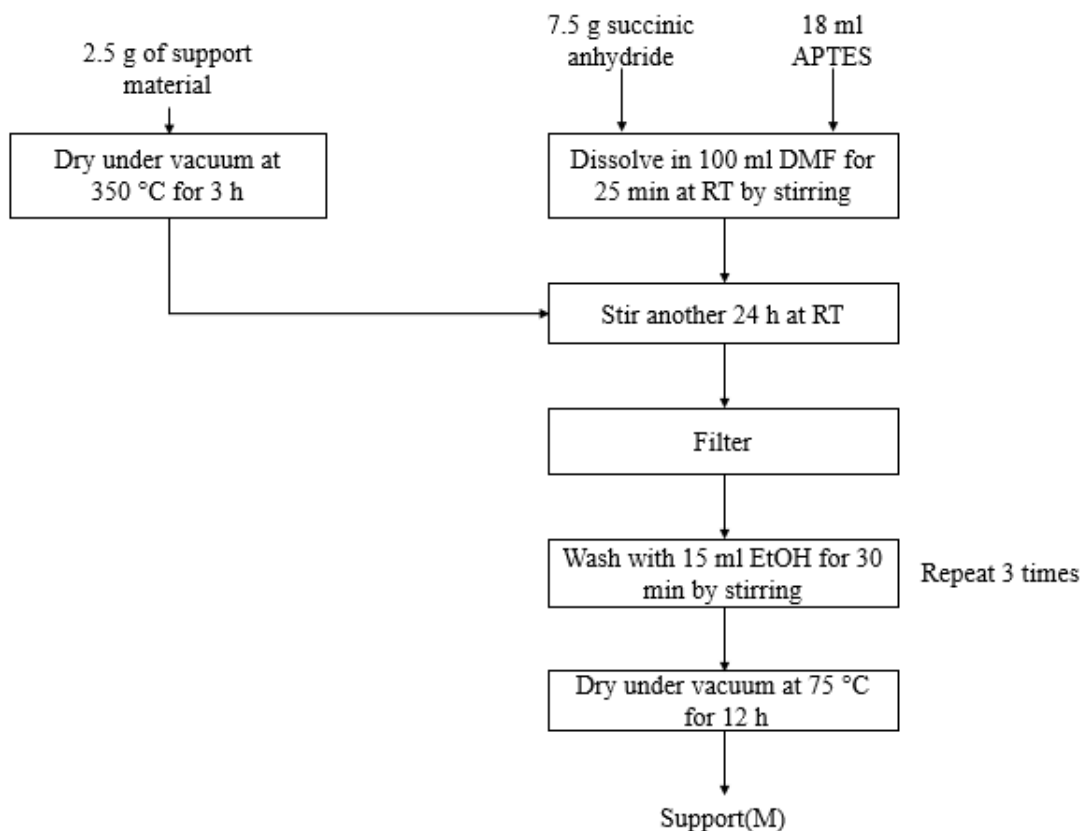 2.5 g of support
material
7.5 g succinic
anhydride
18 ml
APTES
Dry under vacuum at
350 °C for 3 h
Dissolve in 100 ml DMF for
25 min at RT by stirring
Stir another 24 h at RT
Filter
Wash with 15 ml EtOH for 30
min by stirring
Repeat 3 times
Dry under vacuum at 75 °C
for 12 h
Support(M)